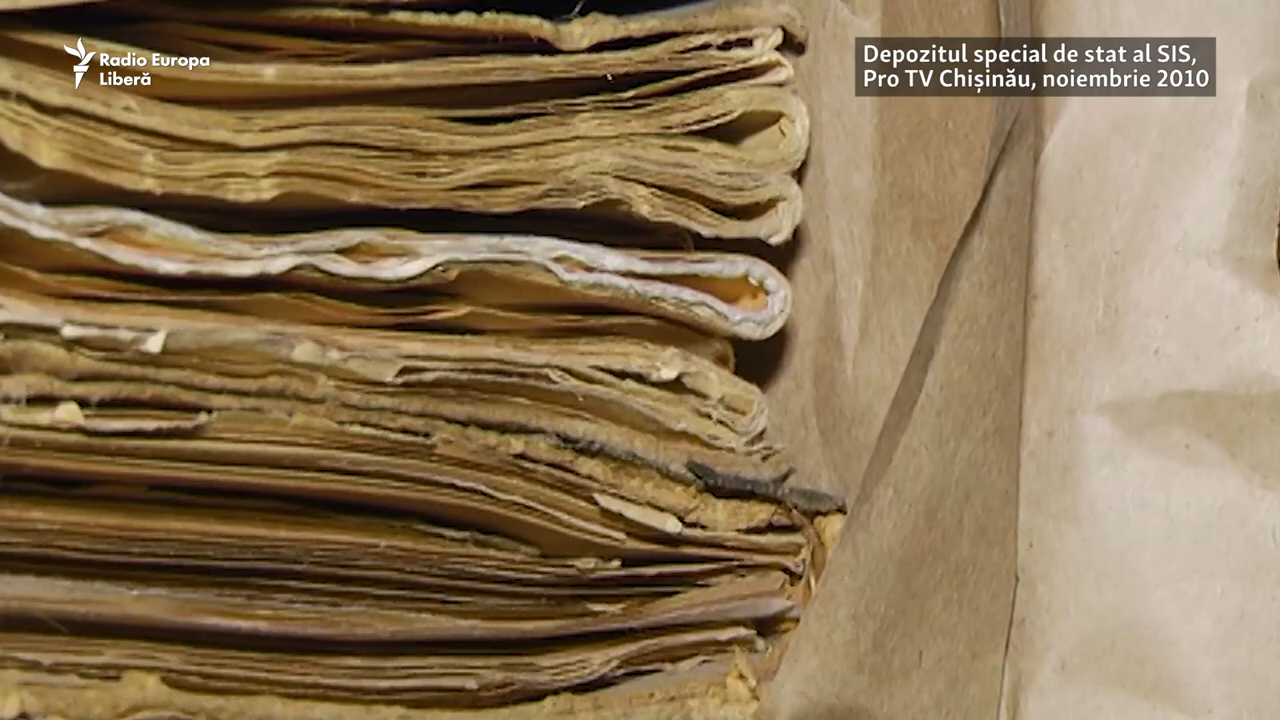 Radio Europa
Liberă
Depozitul special de stat al SIS,
Pro TV Chișinău, noiembrie 2010